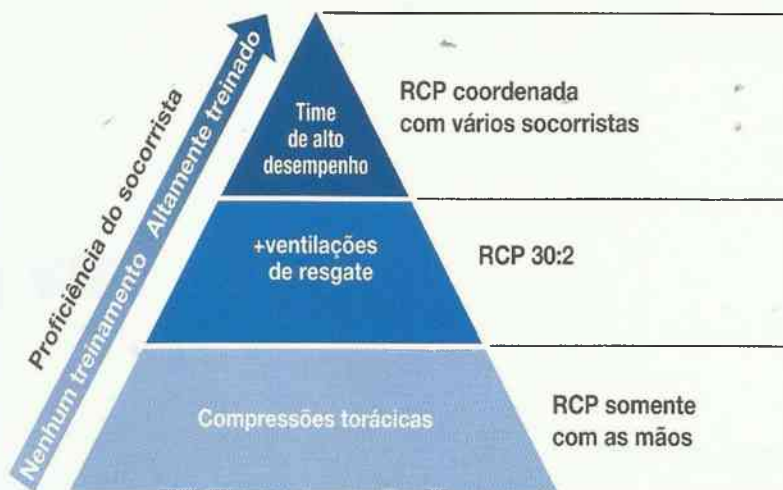 Proficiência do socorrista
Nenhum treinamento Altamente treinado
Time
de alto
desempenho
RCP coordenada
com vários socorristas
+ventilações
de resgate
RCP 30:2
Compressões torácicas
RCP somente
com as mãos